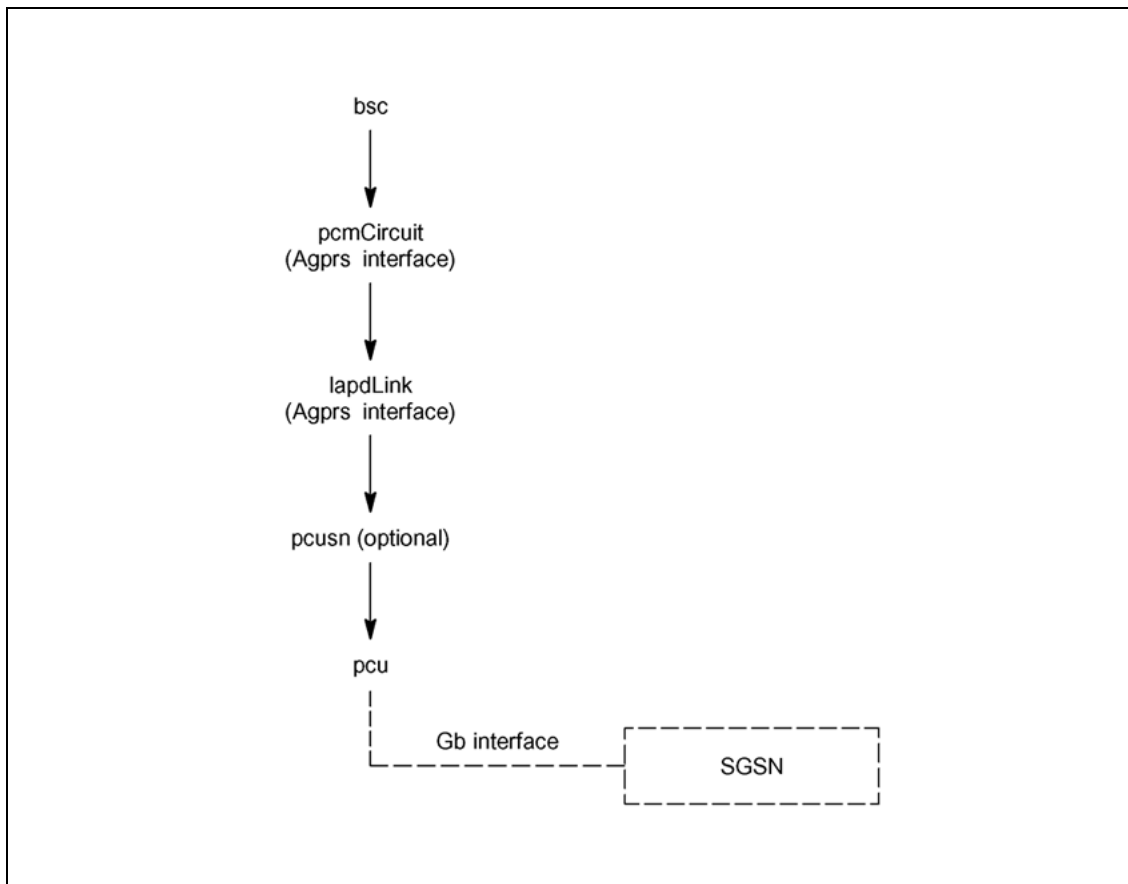 bsc
pcmCircuit
(Agprs interface)
lapdLink
(Agprs interface)
pcusn (optional)
pcu
Gb interface
SGSN